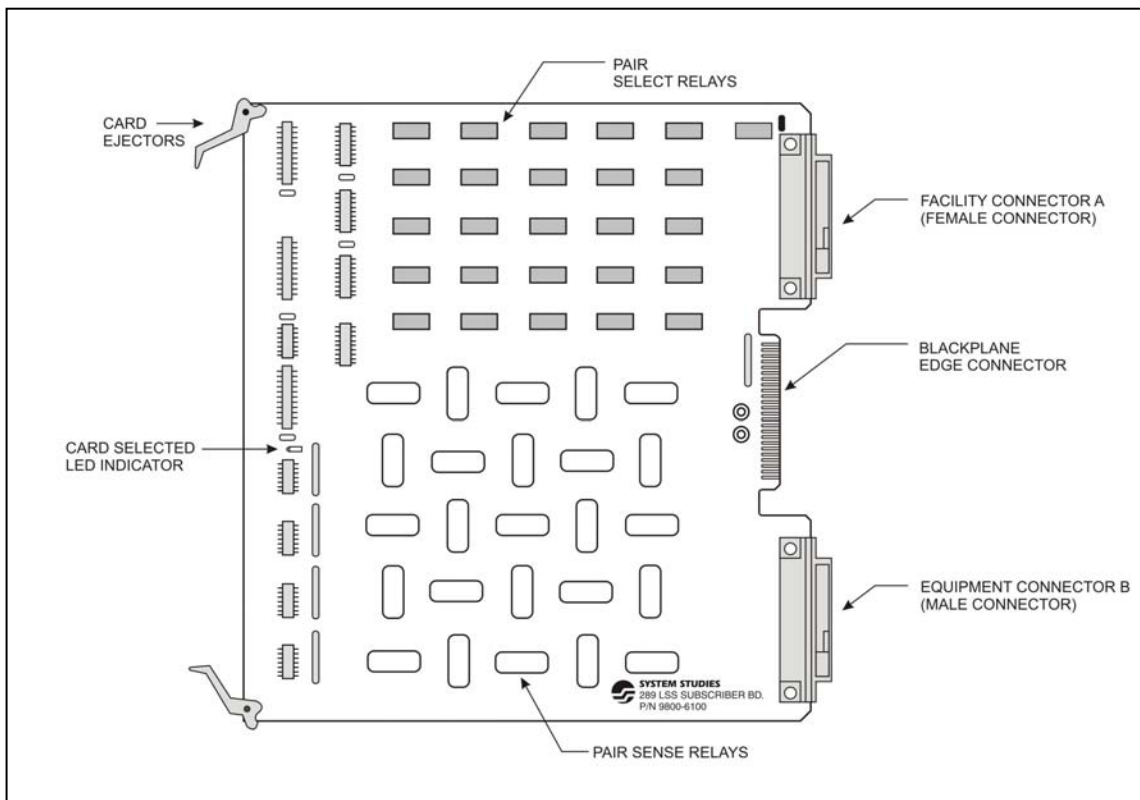 PAIR
SELECT RELAYS
CARD
EJECTORS
FACILITY CONNECTOR A
(FEMALE CONNECTOR)
BLACKPLANE
EDGE CONNECTOR
CARD SELECTED
LED INDICATOR
EQUIPMENT CONNECTOR B
(MALE CONNECTOR)
SYSTEM STUDIES
289 LSS SUBSCRIBER BD.
P/N 9800-6100
PAIR SENSE RELAYS